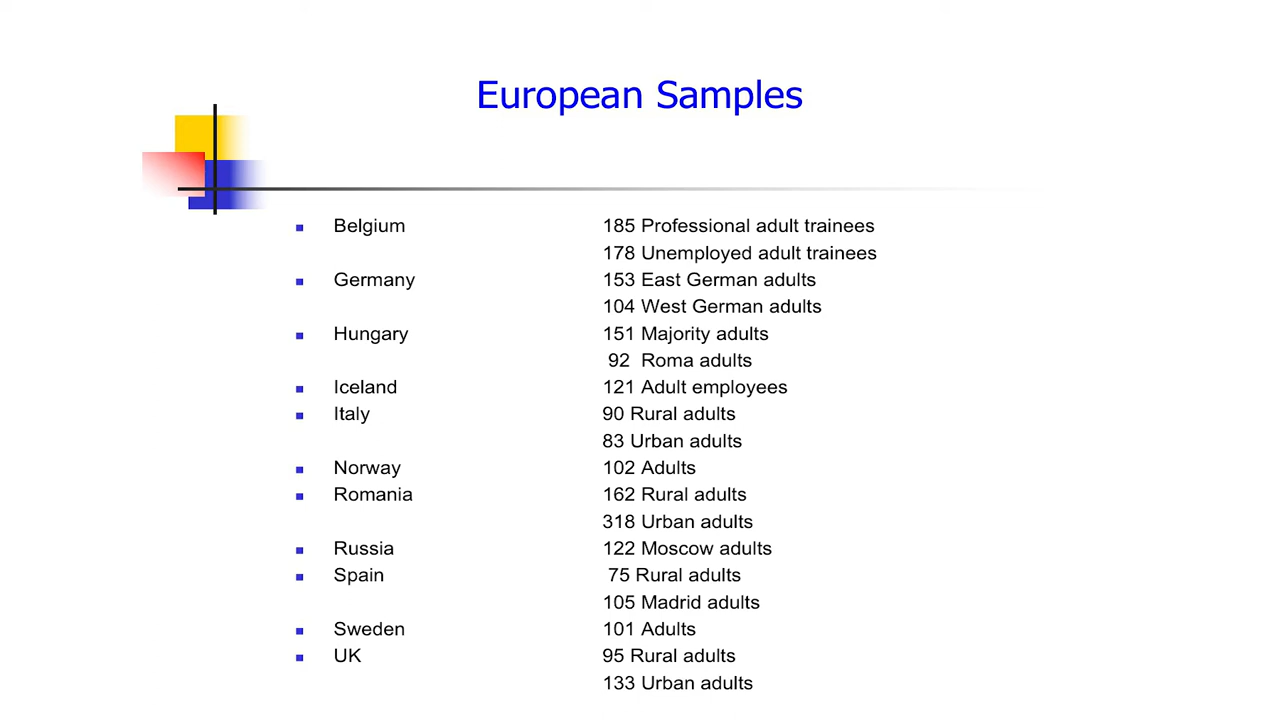 European Samples
Belgium 185 Professional adult trainees
178 Unemployed adult trainees
Germany 153 East German adults
104 West German adults
Hungary 151 Majority adults
92 Roma adults
Iceland 121 Adult employees
Italy 90 Rural adults
83 Urban adults
Norway 102 Adults
Romania 162 Rural adults
318 Urban adults
Russia 122 Moscow adults
Spain 75 Rural adults
105 Madrid adults
Sweden 101 Adults
UK 95 Rural adults
133 Urban adults